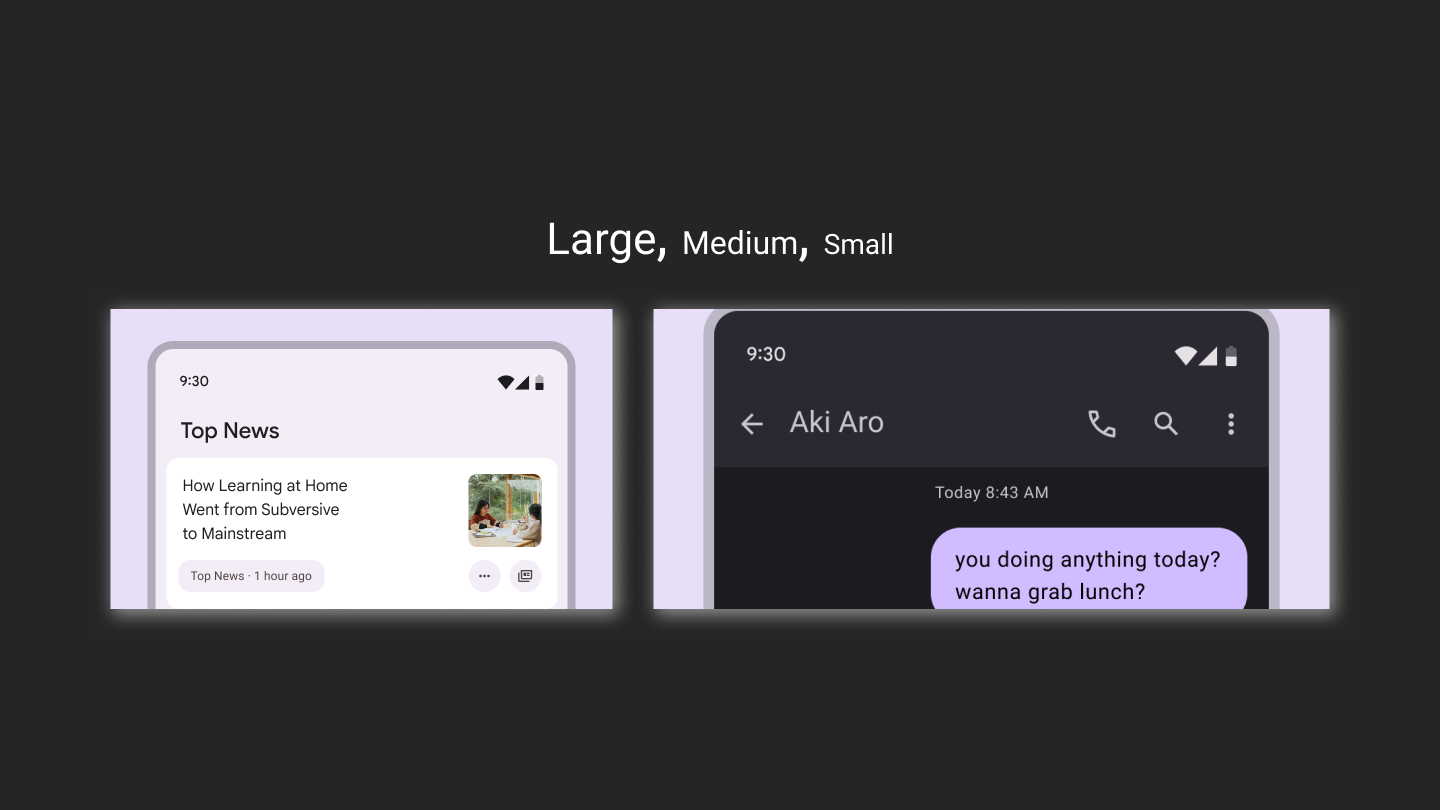 Large, Medium, Small
9:30
Top News
How Learning at Home
Went from Subversive
to Mainstream
Top News · 1 hour ago
9:30
Aki Aro
Today 8:43 AM
you doing anything today?
wanna grab lunch?